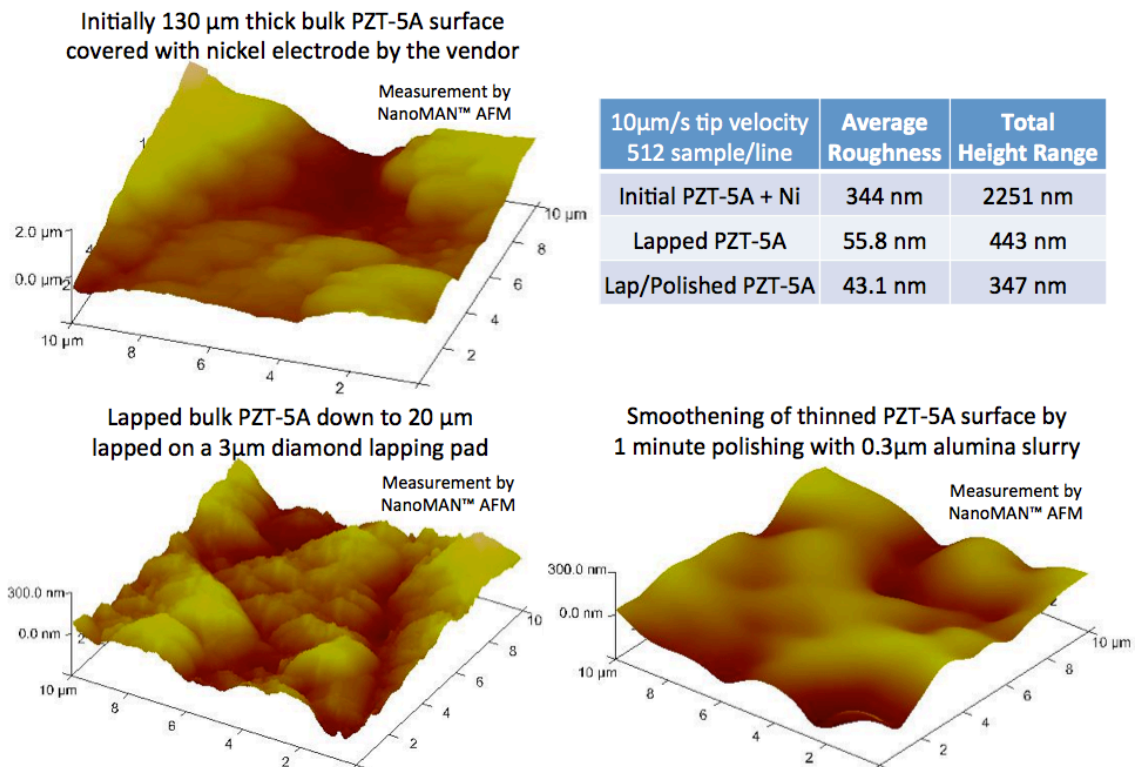 Initially 130 µm thick bulk PZT-5A surface
covered with nickel electrode by the vendor
Measurement by
NanoMAN™ AFM
2.0 µm
0.0 µm
10 µm
8
6
4
2
2
4
6
8
10 µm
10µm/s tip velocity
512 sample/line
Average
Roughness
Total
Height Range
Initial PZT-5A + Ni
344 nm
2251 nm
Lapped PZT-5A
55.8 nm
443 nm
Lap/Polished PZT-5A
43.1 nm
347 nm
Lapped bulk PZT-5A down to 20 µm
lapped on a 3µm diamond lapping pad
Measurement by
NanoMAN™ AFM
300.0 nm
0.0 nm
2
10 µm
8
6
4
2
2
4
6
8
10
Smoothening of thinned PZT-5A surface by
1 minute polishing with 0.3µm alumina slurry
Measurement by
NanoMAN™ AFM
300.0 nm
0.0 nm
10 µm
8
6
4
2
2
4
6
8
10 µm
2